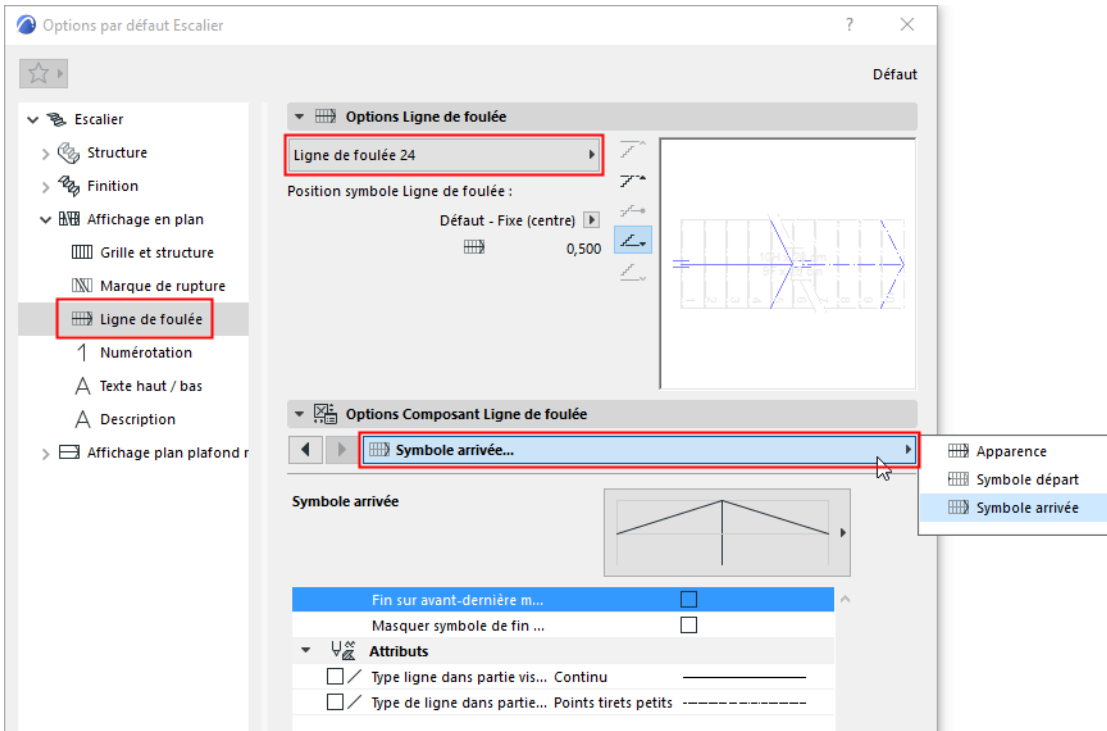 Options par défaut Escalier
?
Défaut
Escalier
Structure
Finition
Affichage en plan
Grille et structure
Marque de rupture
Ligne de foulée
Numérotation
Texte haut / bas
Description
Affichage plan plafond r
Options Ligne de foulée
Ligne de foulée 24
Position symbole Ligne de foulée :
Défaut - Fixe (centre)
0,500
Options Composant Ligne de foulée
Symbole arrivée...
Apparence
Symbole départ
Symbole arrivée
Symbole arrivée
Fin sur avant-dernière m...
Masquer symbole de fin ...
Attributs
Type ligne dans partie vis... Continu
Type de ligne dans partie... Points tirets petits